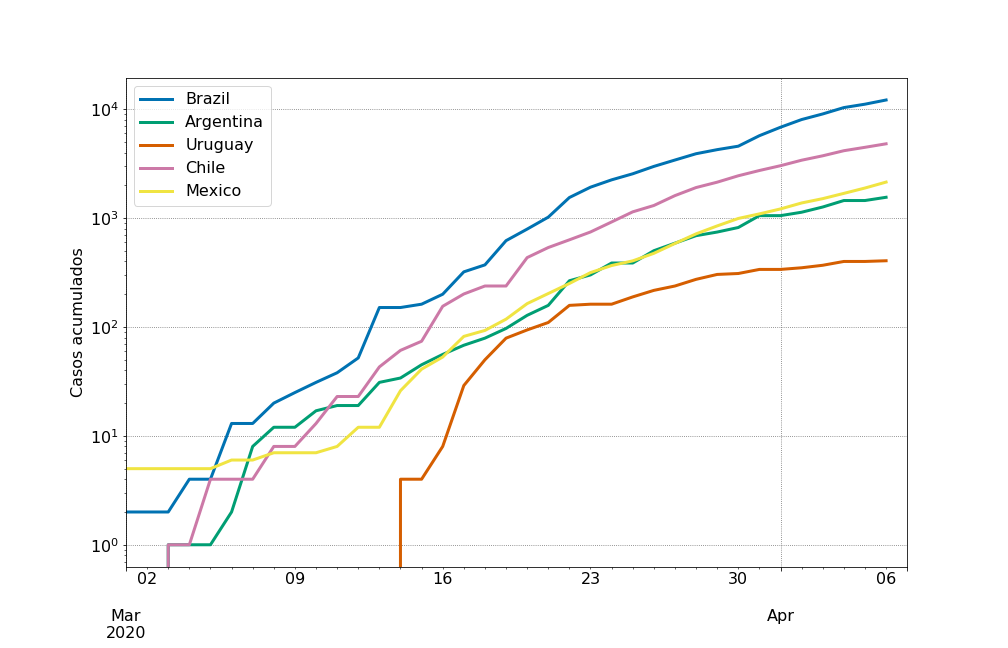 Brazil
Argentina
Uruguay
Chile
Mexico
Casos acumulados
10⁴
10³
10²
10¹
10⁰
02 09 16 23 30 06
Mar Apr
2020